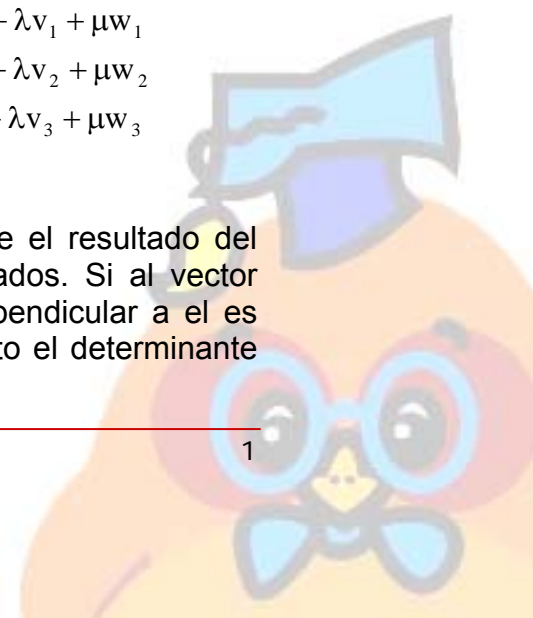 - λv₁ + μw₁
- λv₂ + μw₂
- λv₃ + μw₃
e el resultado del
ados. Si al vector
pendicular a el es
to el determinante
1